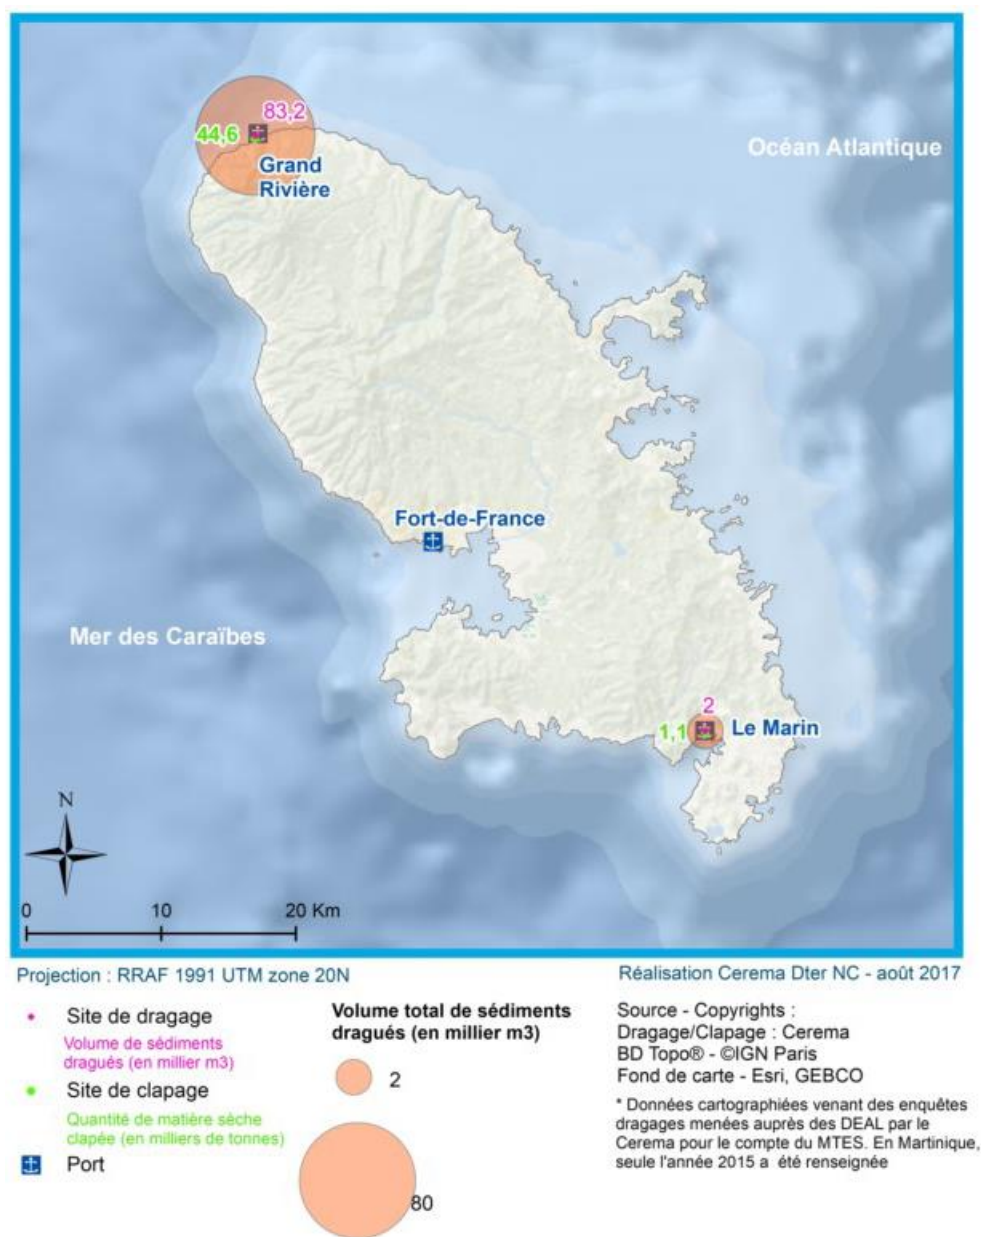 83,2
44,6
Grand
Rivière
Océan Atlantique
Fort-de-France
Mer des Caraïbes
2
1,1
Le Marin
N
0 10 20 Km
Projection : RRAF 1991 UTM zone 20N
Réalisation Cerema Dter NC - août 2017
Site de dragage
Volume de sédiments
dragués (en millier m3)
Site de clapage
Quantité de matière sèche
clapée (en milliers de tonnes)
Port
Volume total de sédiments
dragués (en millier m3)
2
80
Source - Copyrights :
Dragage/Clapage : Cerema
BD Topo® - ©IGN Paris
Fond de carte - Esri, GEBCO
* Données cartographiées venant des enquêtes
dragages menées auprès des DEAL par le
Cerema pour le compte du MTES. En Martinique,
seule l'année 2015 a été renseignée